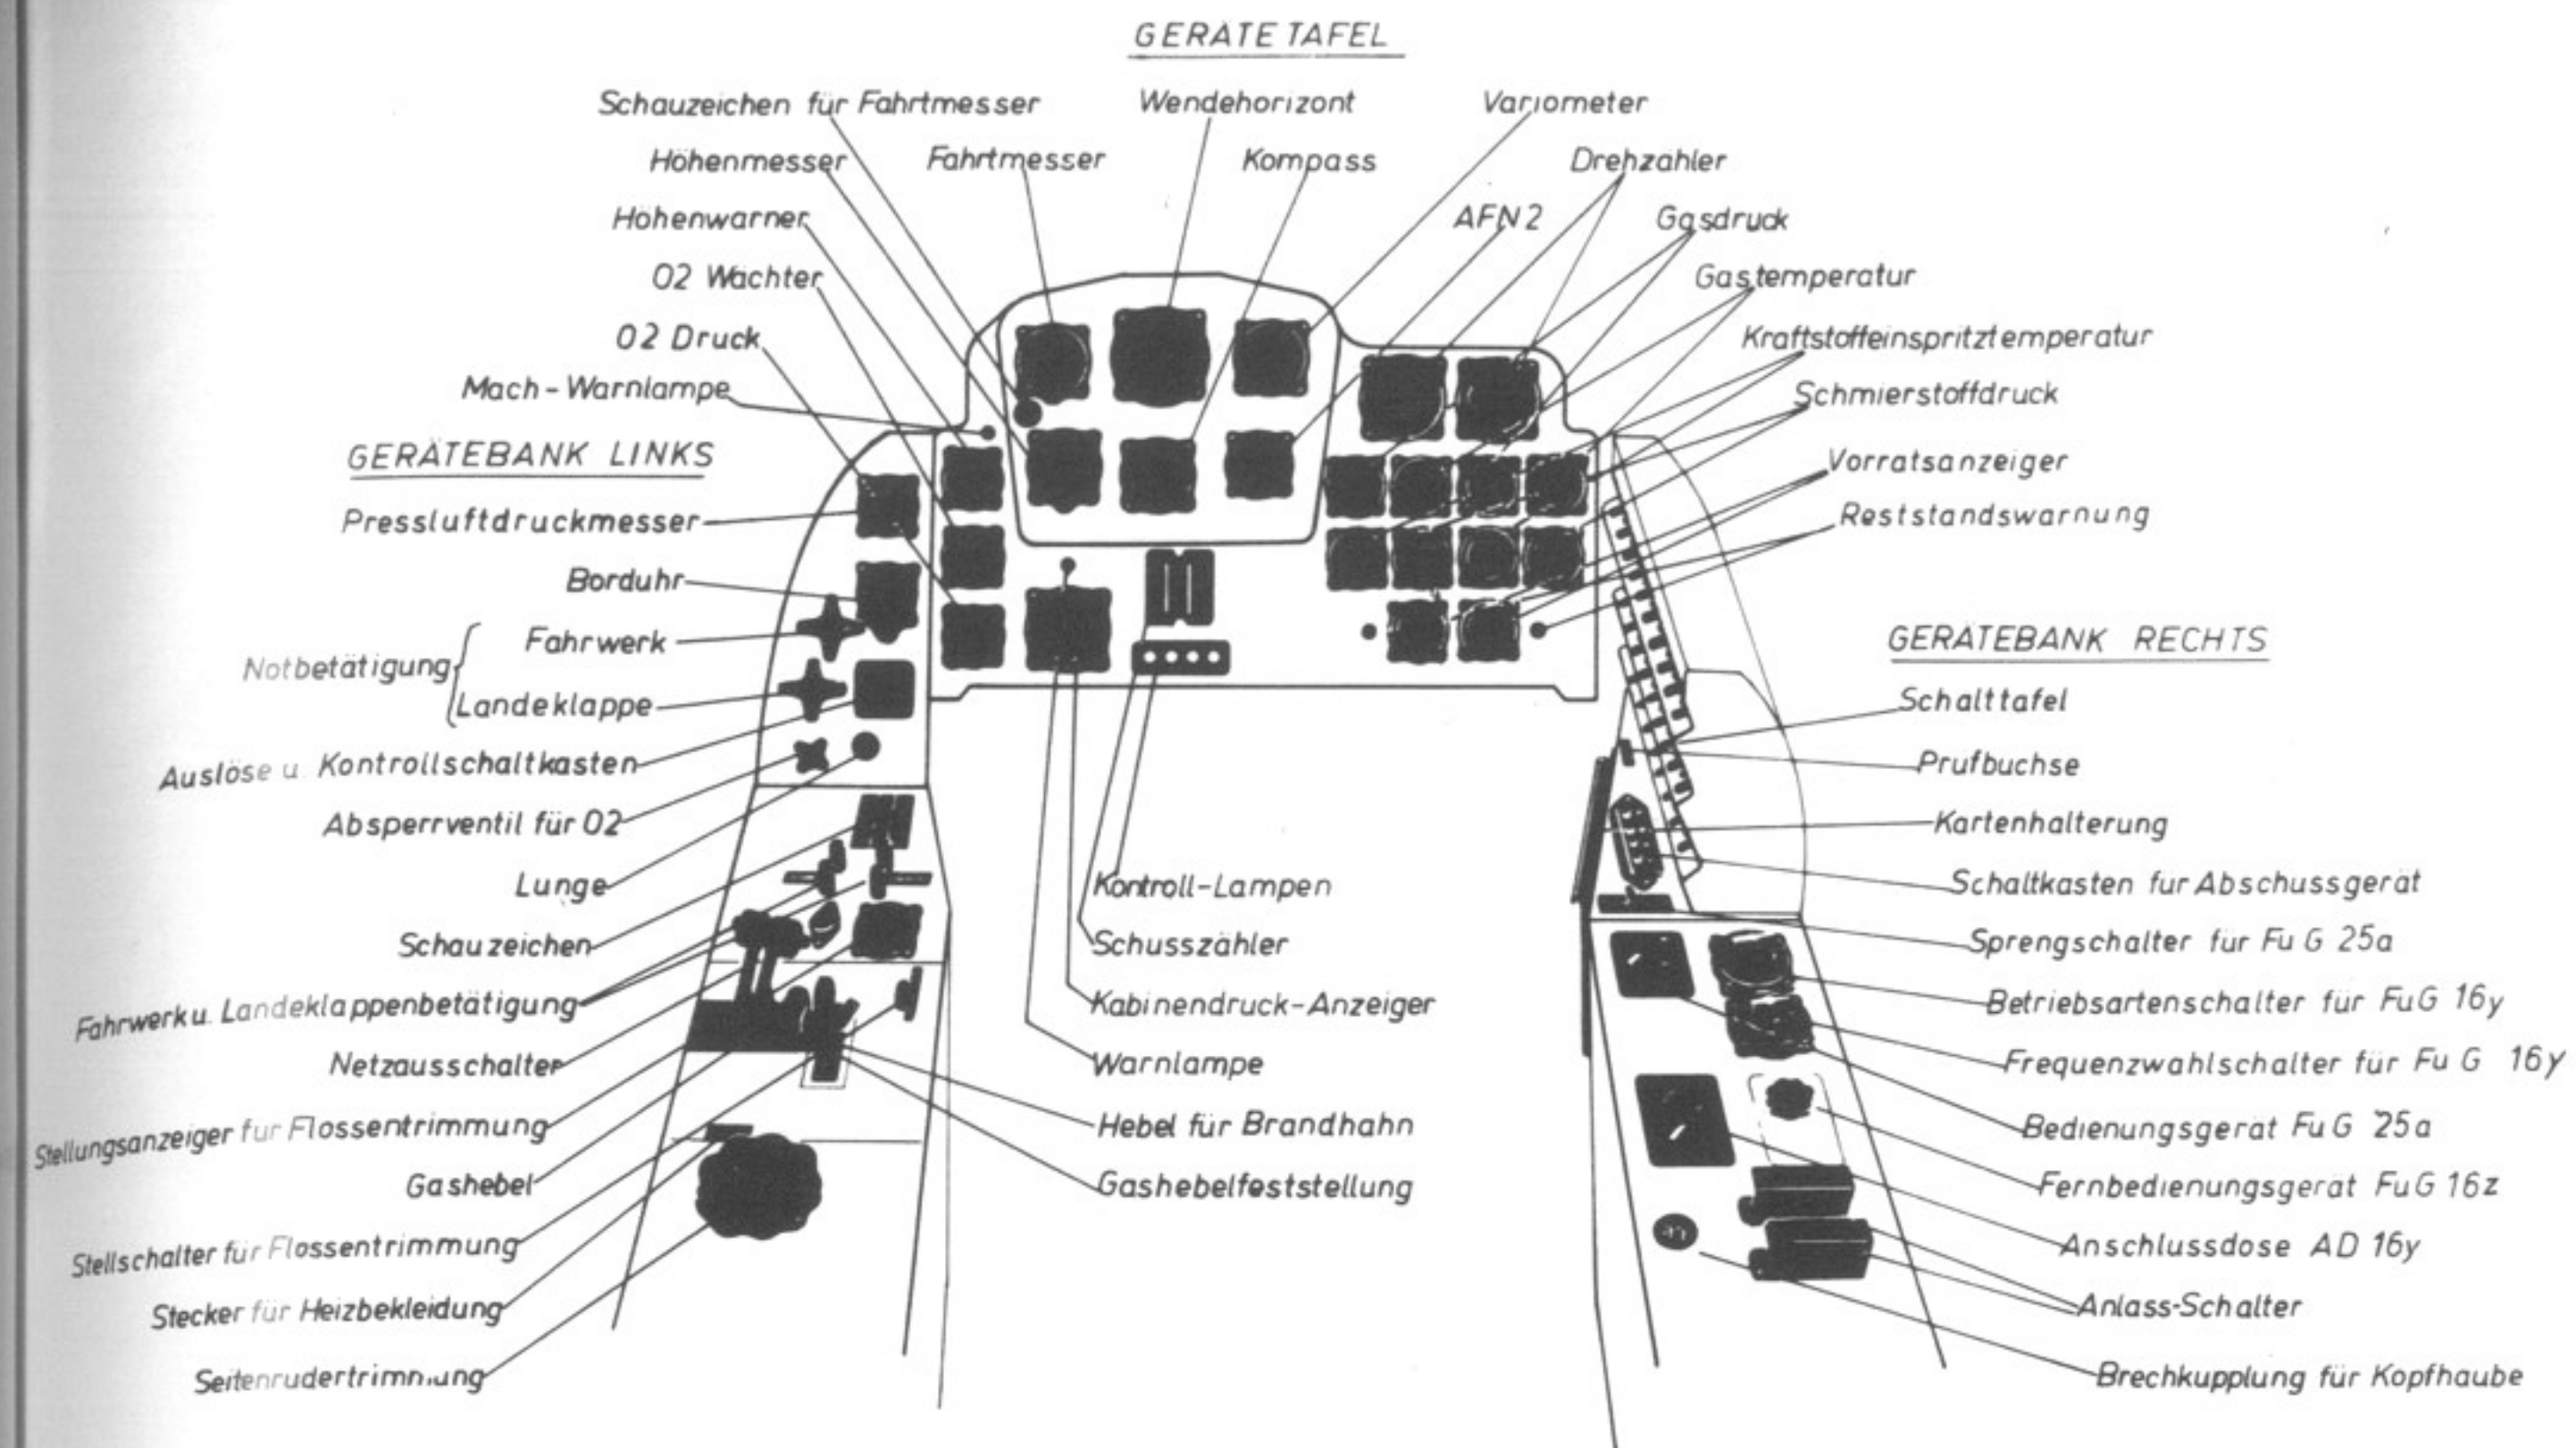 GERÄTETAFEL
Schauzeichen für Fahrtmesser
Wendehorizont
Variometer
Höhenmesser
Fahrtmesser
Kompass
Drehzähler
Höhenwarner
AFN2
Gasdruck
O2 Wächter
Gastemperatur
O2 Druck
Kraftstoffeinspritztemperatur
Mach-Warnlampe
Schmierstoffdruck
GERÄTEBANK LINKS
Vorratsanzeiger
Pressluftdruckmesser
Reststandswarnung
Borduhr
Notbetätigung
Fahrwerk
Landeklappe
GERÄTEBANK RECHTS
Schalttafel
Auslöse u. Kontrollschaltkasten
Prüfbuchse
Absperrventil für O2
Kartenhalterung
Lunge
Kontroll-Lampen
Schaltkasten für Abschussgerät
Schauzeichen
Schusszähler
Sprengschalter für FuG 25a
Fahrwerk u. Landeklappenbetätigung
Kabinendruck-Anzeiger
Betriebsartenschalter für FuG 16y
Netzausschalter
Warnlampe
Frequenzwahlschalter für FuG 16y
Stellungsanzeiger für Flossentrimmung
Hebel für Brandhahn
Bedienungsgerät FuG 25a
Gashebel
Gashebelfeststellung
Fernbedienungsgerät FuG 16z
Stellschalter für Flossentrimmung
Anschlussdose AD 16y
Stecker für Heizbekleidung
Anlass-Schalter
Seitenrudertrimmung
Brechkupplung für Kopfhaube